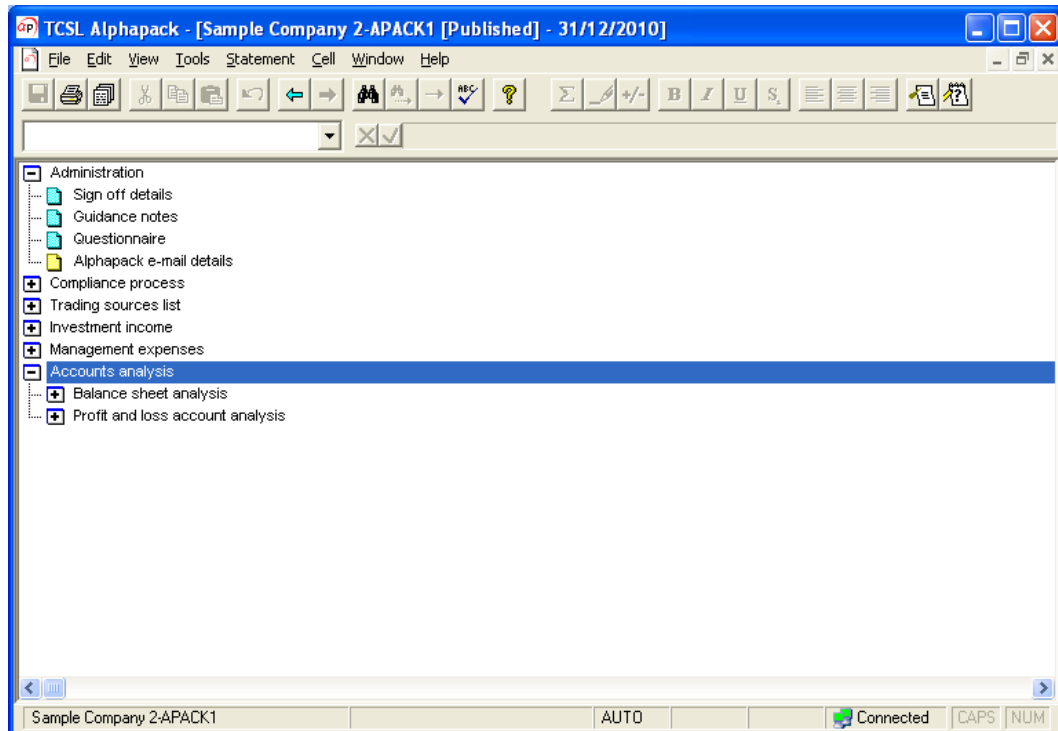 TCSL Alphapack - [Sample Company 2-APACK1 [Published] - 31/12/2010]
File Edit View Tools Statement Cell Window Help
ABC Σ +/- B I U S
Administration
Sign off details
Guidance notes
Questionnaire
Alphapack e-mail details
Compliance process
Trading sources list
Investment income
Management expenses
Accounts analysis
Balance sheet analysis
Profit and loss account analysis
Sample Company 2-APACK1 AUTO Connected CAPS NUM